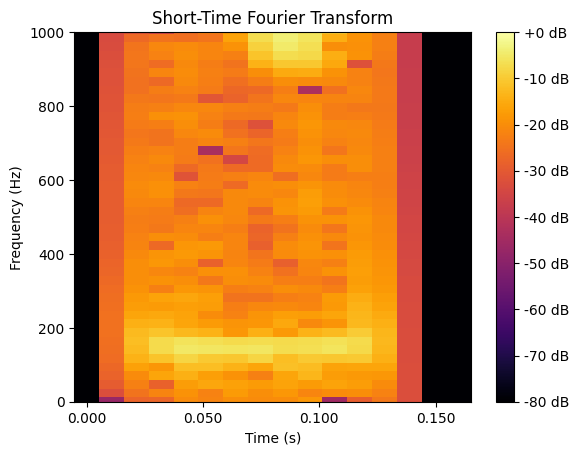 Short-Time Fourier Transform
Frequency (Hz)
1000
800
600
400
200
0
0.000
0.050
0.100
0.150
Time (s)
+0 dB
-10 dB
-20 dB
-30 dB
-40 dB
-50 dB
-60 dB
-70 dB
-80 dB